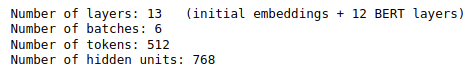 Number of layers: 13   (initial embeddings + 12 BERT layers)
Number of batches: 6
Number of tokens: 512
Number of hidden units: 768